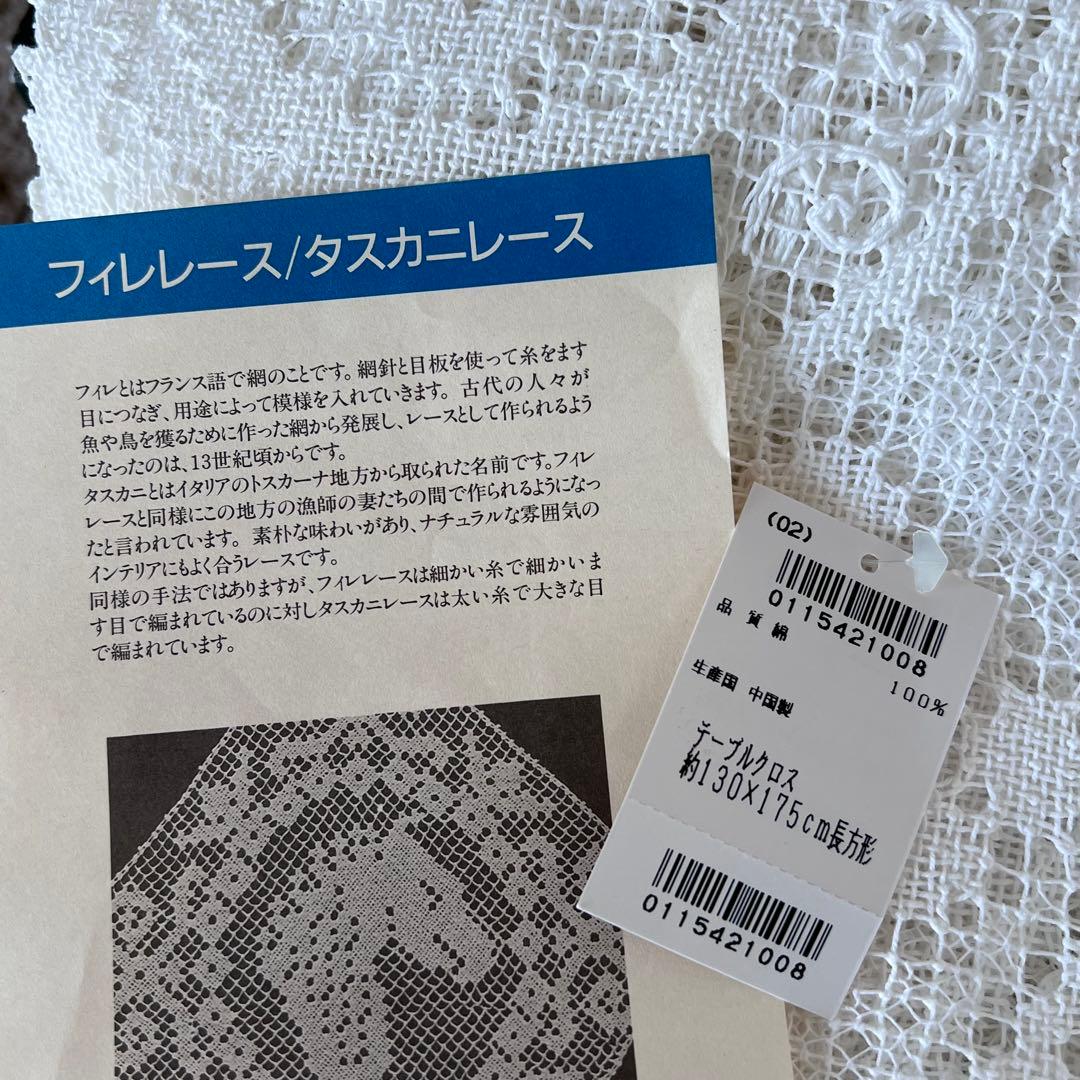 フィレレース/タスカニレース
フィレとはフランス語で網のことです。網針と目板を使って糸をます
目につなぎ、用途によって模様を入れていきます。古代の人々が
魚や鳥を獲るために作った網から発展し、レースとして作られるよう
になったのは、13世紀頃からです。
タスカニとはイタリアのトスカーナ地方から取られた名前です。フィレ
レースと同様にこの地方の漁師の妻たちの間で作られるようになっ
たと言われています。素朴な味わいがあり、ナチュラルな雰囲気の
インテリアにもよく合うレースです。
同様の手法ではありますが、フィレレースは細かい糸で細かいま
す目で編まれているのに対しタスカニレースは太い糸で大きな目
で編まれています。
(02)
0115421008
品質 綿 100%
生産国 中国製
テーブルクロス
約130×175cm長方形
0115421008